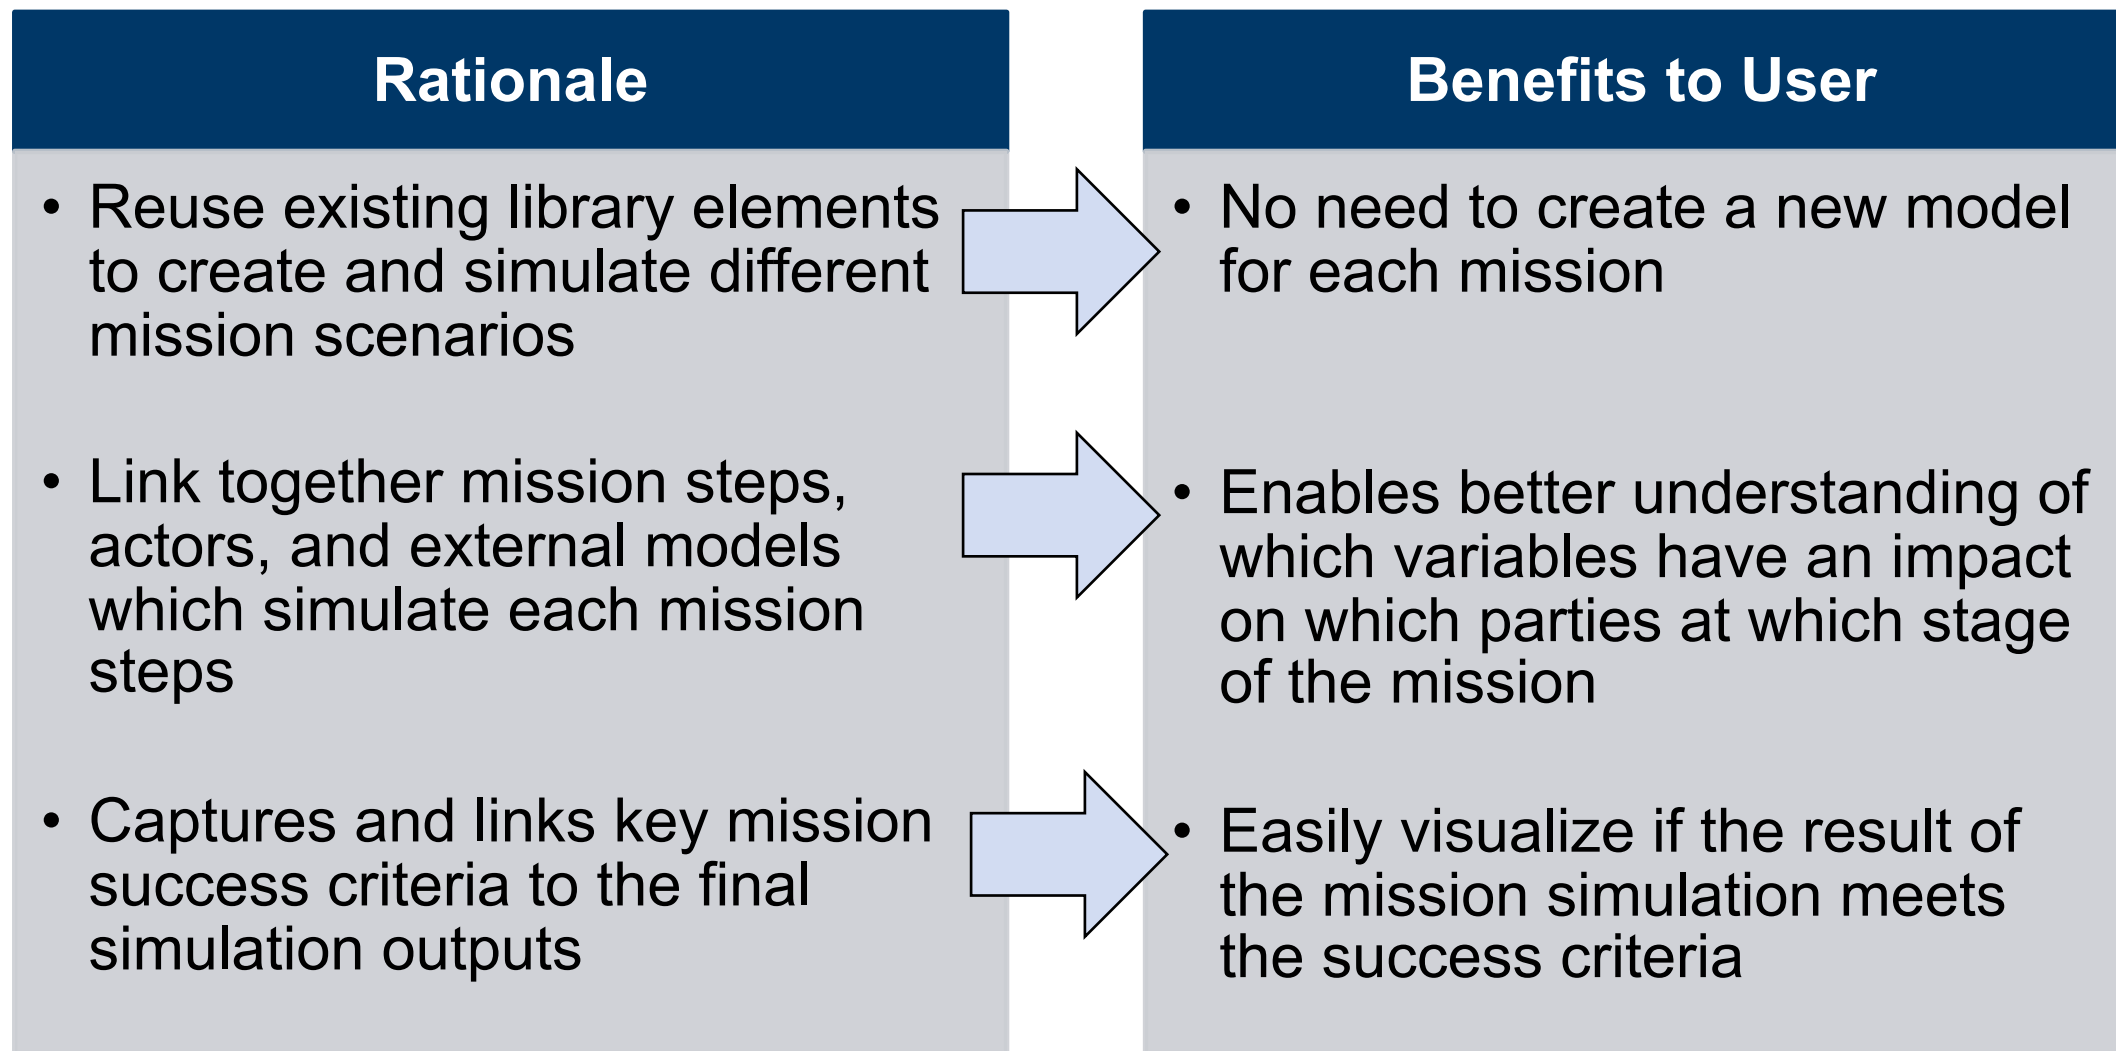 Rationale
• Reuse existing library elements
to create and simulate different
mission scenarios
• Link together mission steps,
actors, and external models
which simulate each mission
steps
• Captures and links key mission
success criteria to the final
simulation outputs
Benefits to User
• No need to create a new model
for each mission
• Enables better understanding of
which variables have an impact
on which parties at which stage
of the mission
• Easily visualize if the result of
the mission simulation meets
the success criteria